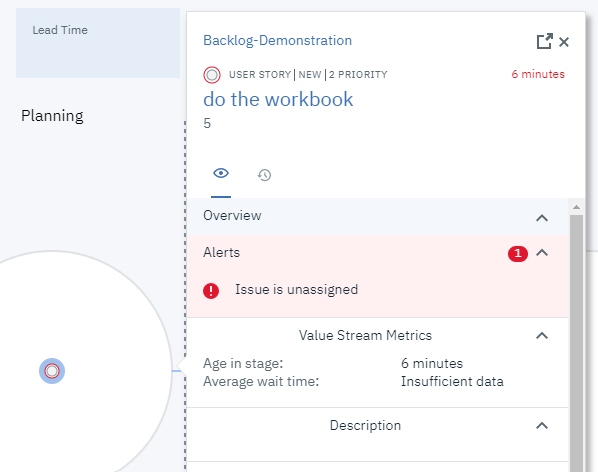 Lead Time
Planning
Backlog-Demonstration
USER STORY | NEW | 2 PRIORITY
6 minutes
do the workbook
5
Overview
Alerts
1
Issue is unassigned
Value Stream Metrics
Age in stage: 6 minutes
Average wait time: Insufficient data
Description